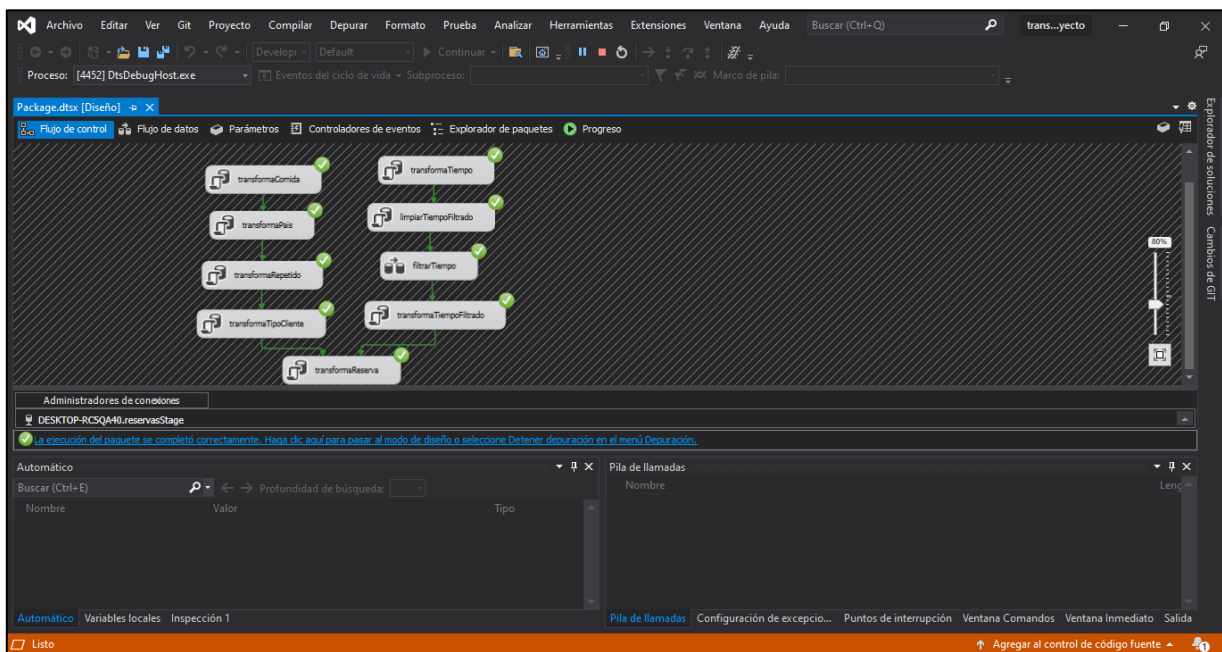 Archivo Editar Ver Git Proyecto Compilar Depurar Formato Prueba Analizar Herramientas Extensiones Ventana Ayuda Buscar (Ctrl+Q) trans...yecto
Developi Default Continuar
Proceso: [4452] DtsDebugHost.exe Eventos del ciclo de vida Subproceso: Marco de pila:
Package.dtsx [Diseño]
Flujo de control Flujo de datos Parámetros Controladores de eventos Explorador de paquetes Progreso
transformaComida
transformaTiempo
transformaPais
limpiarTiempoFiltrado
transformaRepetido
filtrarTiempo
transformaTipoCliente
transformaTiempoFiltrado
transformaReserva
80%
Explorador de soluciones
Cambios de GIT
Administradores de conexiones
DESKTOP-RC5QA40.reservasStage
La ejecución del paquete se completó correctamente. Haga clic aquí para pasar al modo de diseño o seleccione Detener depuración en el menú Depuración.
Automático
Buscar (Ctrl+E) Profundidad de búsqueda:
Nombre Valor Tipo
Pila de llamadas
Nombre Leng
Automático Variables locales Inspección 1
Pila de llamadas Configuración de excepcio... Puntos de interrupción Ventana Comandos Ventana Inmediato Salida
Listo Agregar al control de código fuente 1